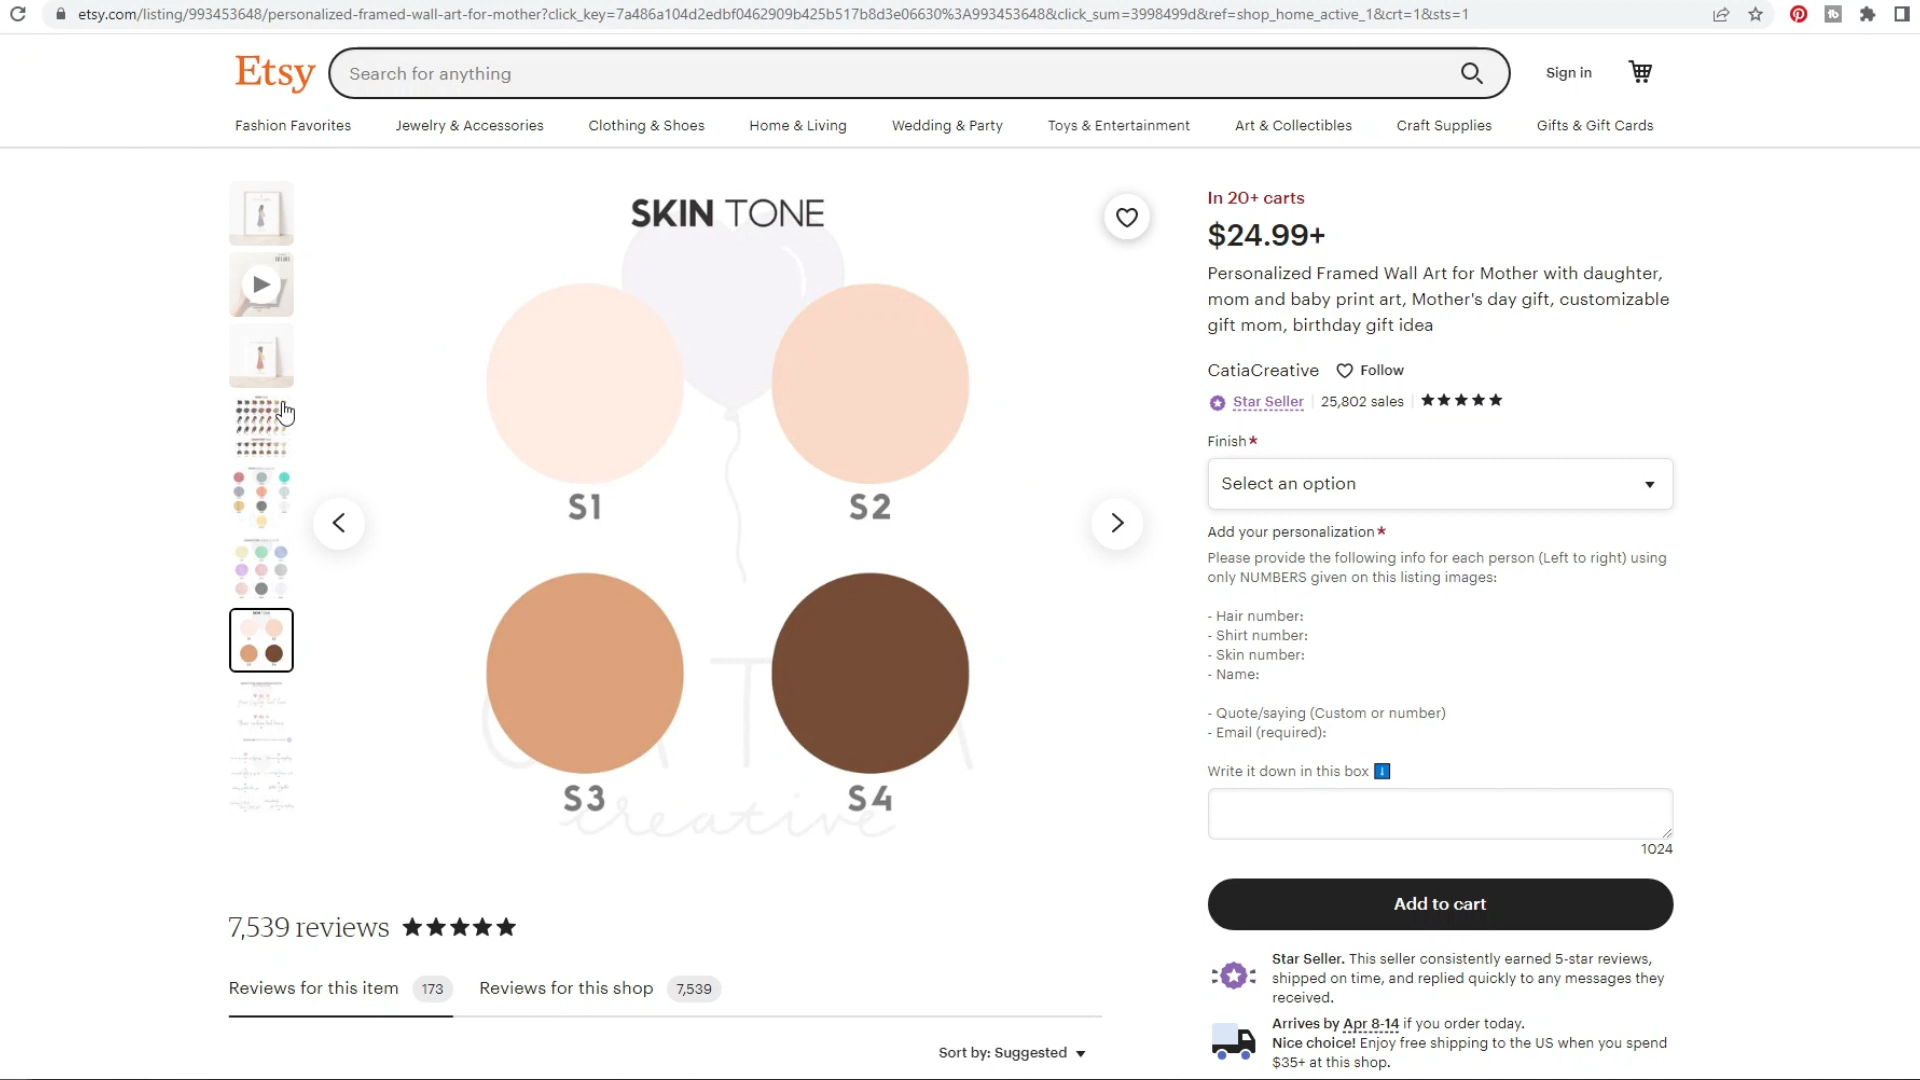 etsy.com/listing/993453648/personalized-framed-wall-art-for-mother?click_key=7a486a104d2edbf0462909b425b517b8d3e06630%3A993453648&click_sum=3998499d&ref=shop_home_active_1&crt=1&sts=1
Etsy
Search for anything
Sign in
Fashion Favorites
Jewelry & Accessories
Clothing & Shoes
Home & Living
Wedding & Party
Toys & Entertainment
Art & Collectibles
Craft Supplies
Gifts & Gift Cards
SKIN TONE
S1
S2
S3
S4
creative
In 20+ carts
$24.99+
Personalized Framed Wall Art for Mother with daughter,
mom and baby print art, Mother's day gift, customizable
gift mom, birthday gift idea
CatiaCreative
Follow
Star Seller
25,802 sales
Finish*
Select an option
Add your personalization*
Please provide the following info for each person (Left to right) using
only NUMBERS given on this listing images:
- Hair number:
- Shirt number:
- Skin number:
- Name:
- Quote/saying (Custom or number)
- Email (required):
Write it down in this box
1024
Add to cart
Star Seller. This seller consistently earned 5-star reviews,
shipped on time, and replied quickly to any messages they
received.
Arrives by Apr 8-14 if you order today.
Nice choice! Enjoy free shipping to the US when you spend
$35+ at this shop.
7,539 reviews
Reviews for this item 173
Reviews for this shop 7,539
Sort by: Suggested